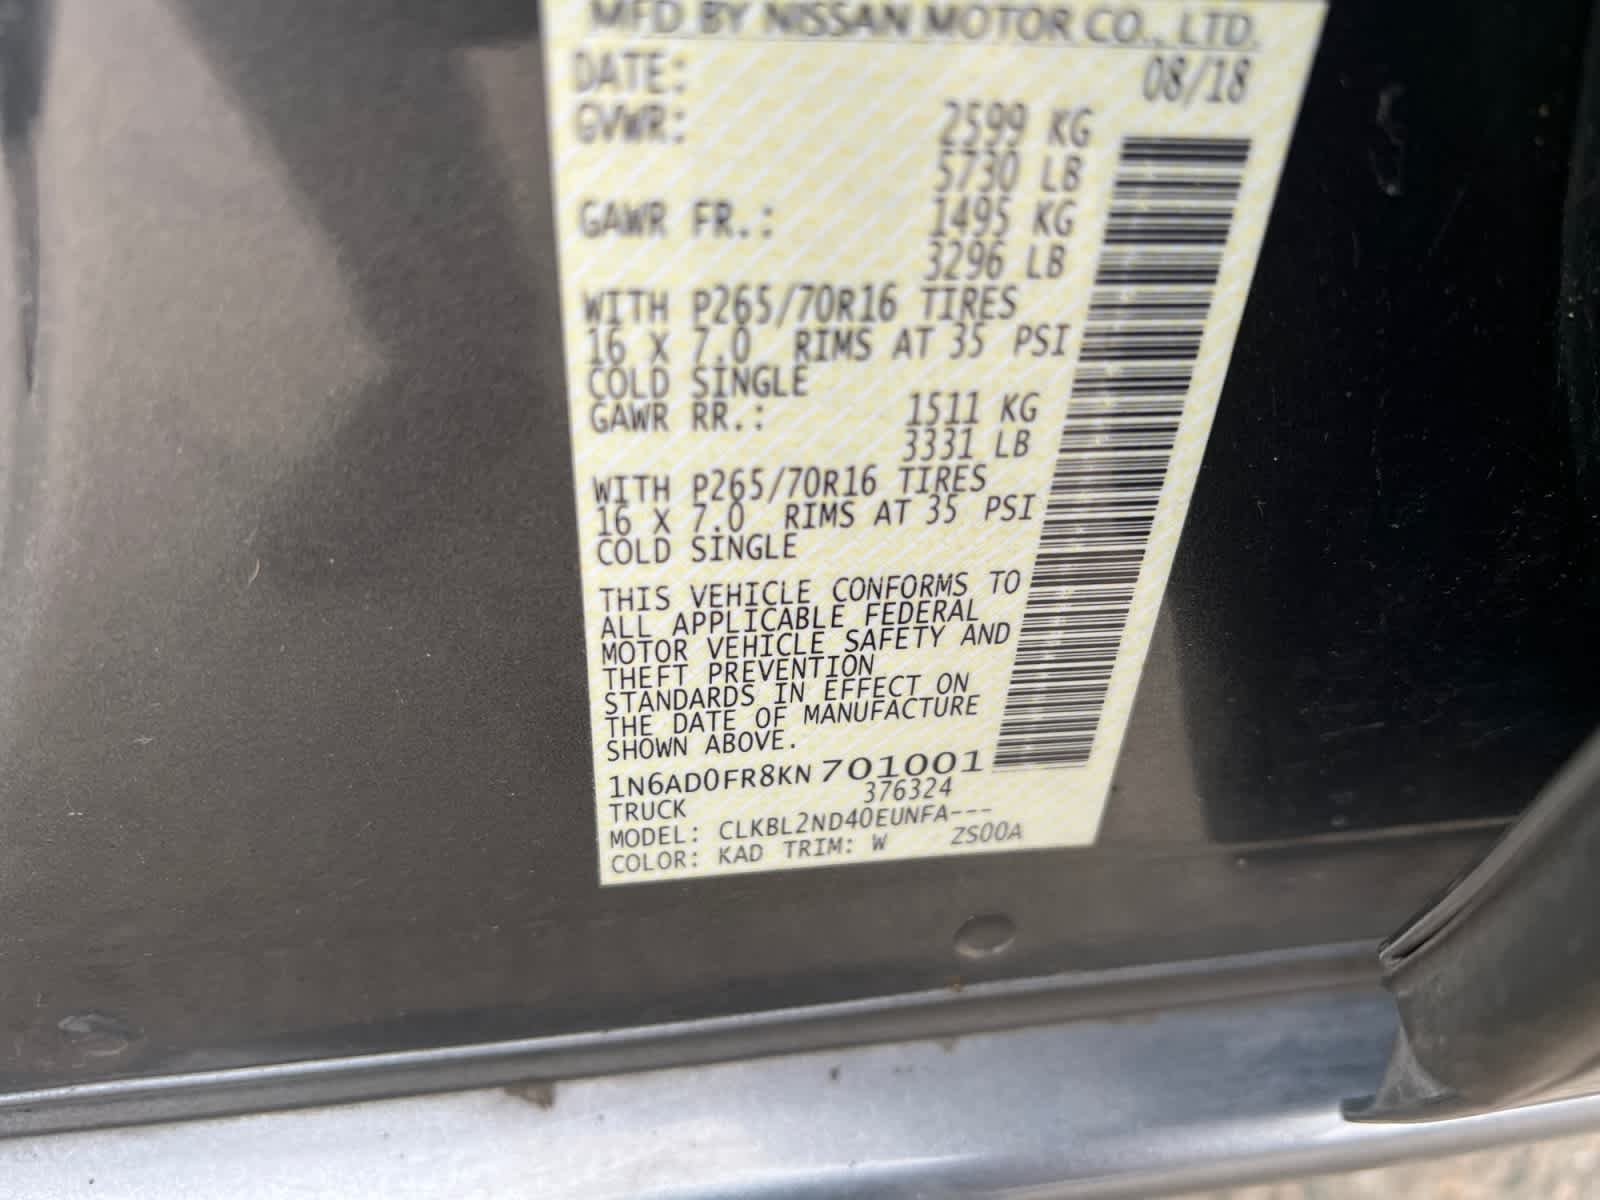 MFD BY NISSAN MOTOR CO., LTD.
DATE: 08/18
GVWR: 2599 KG
5730 LB
GAWR FR.: 1495 KG
3296 LB
WITH P265/70R16 TIRES
16 X 7.0 RIMS AT 35 PSI
COLD SINGLE
GAWR RR.: 1511 KG
3331 LB
WITH P265/70R16 TIRES
16 X 7.0 RIMS AT 35 PSI
COLD SINGLE
THIS VEHICLE CONFORMS TO
ALL APPLICABLE FEDERAL
MOTOR VEHICLE SAFETY AND
THEFT PREVENTION
STANDARDS IN EFFECT ON
THE DATE OF MANUFACTURE
SHOWN ABOVE.
1N6AD0FR8KN 701001
TRUCK 376324
MODEL: CLKBL2ND40EUNFA---
COLOR: KAD TRIM: W ZS00A